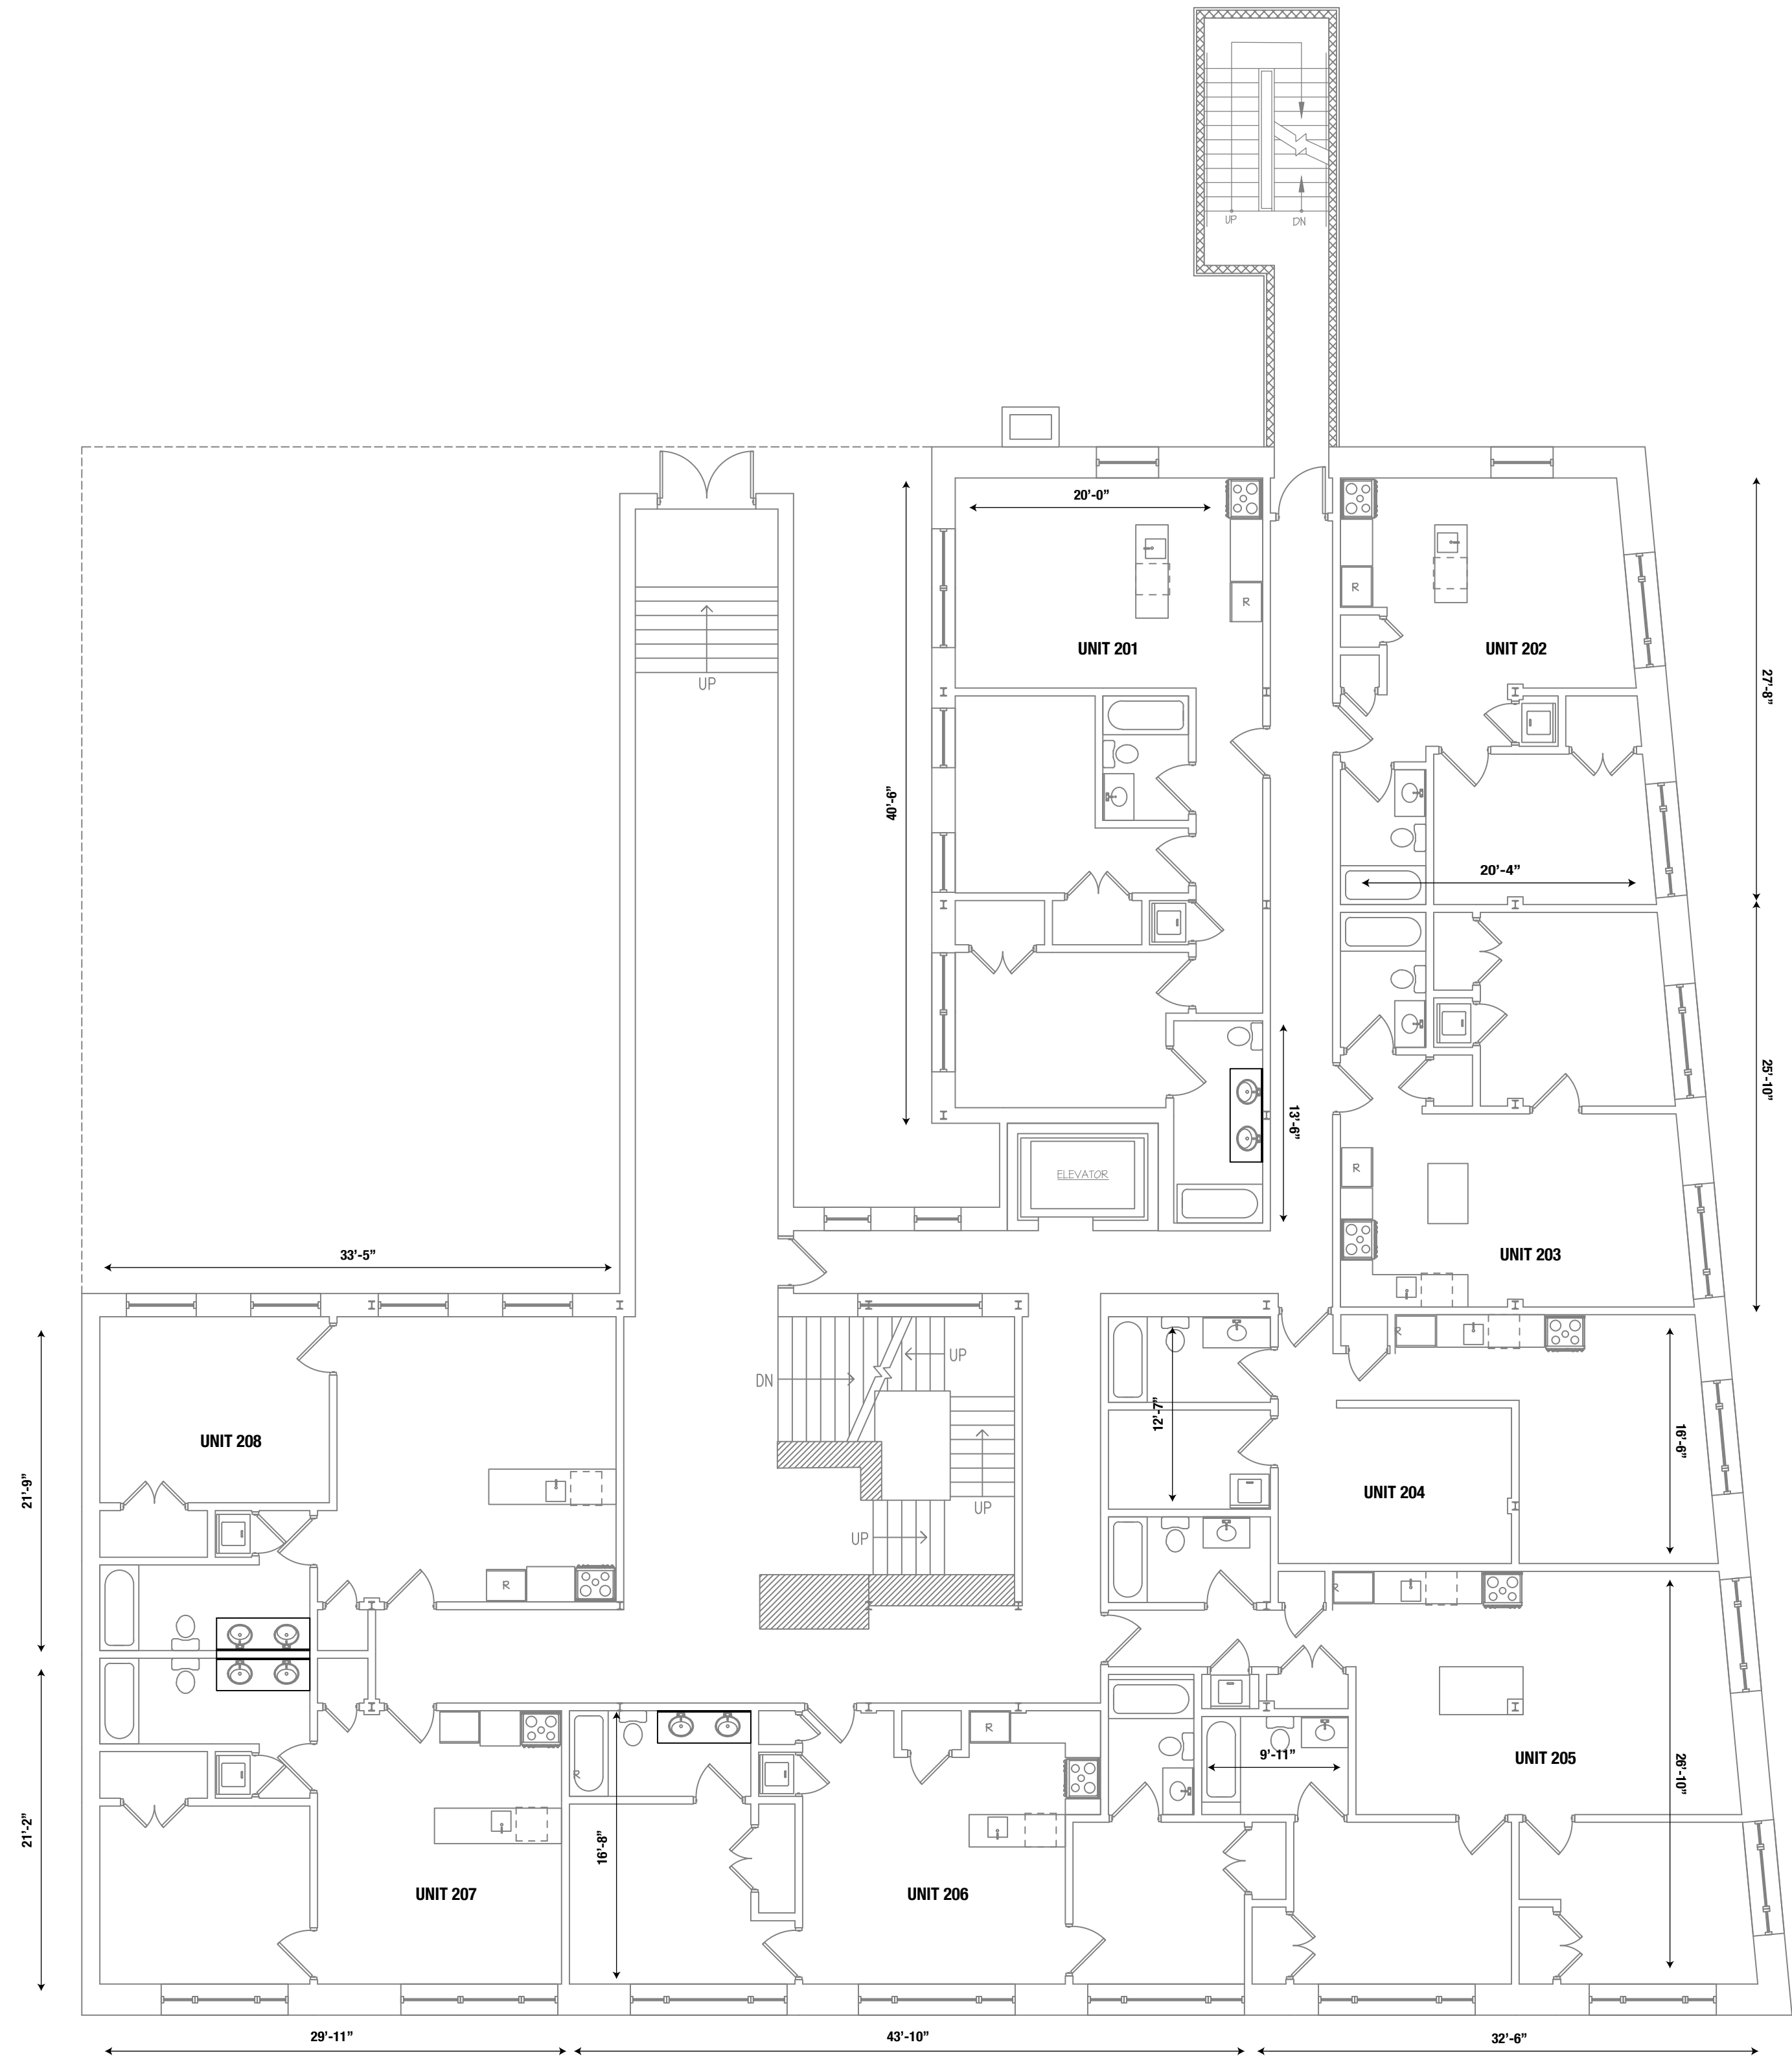 UP
DN
20'-0"
R
R
UNIT 201
UNIT 202
UP
27'-8"
40'-6"
20'-4"
13'-6"
25'-10"
ELEVATOR
R
33'-5"
UNIT 203
R
UP
DN
12'-7"
16'-6"
UNIT 208
21'-9"
UNIT 204
UP
UP
R
R
21'-2"
R
R
9'-11"
UNIT 205
26'-10"
16'-8"
UNIT 207
UNIT 206
29'-11"
43'-10"
32'-6"